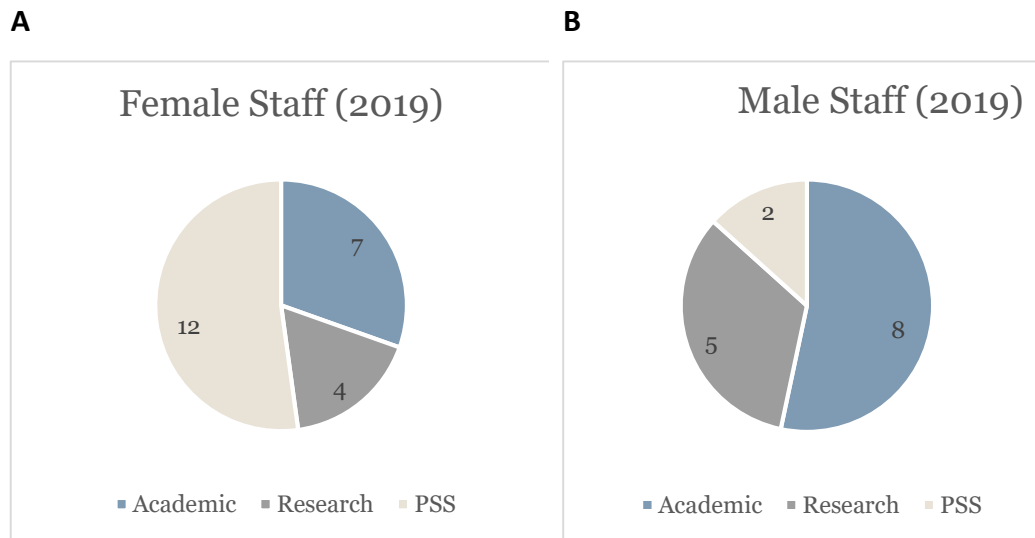 A
Female Staff (2019)
7
4
12
Academic Research PSS
B
Male Staff (2019)
2
8
5
Academic Research PSS